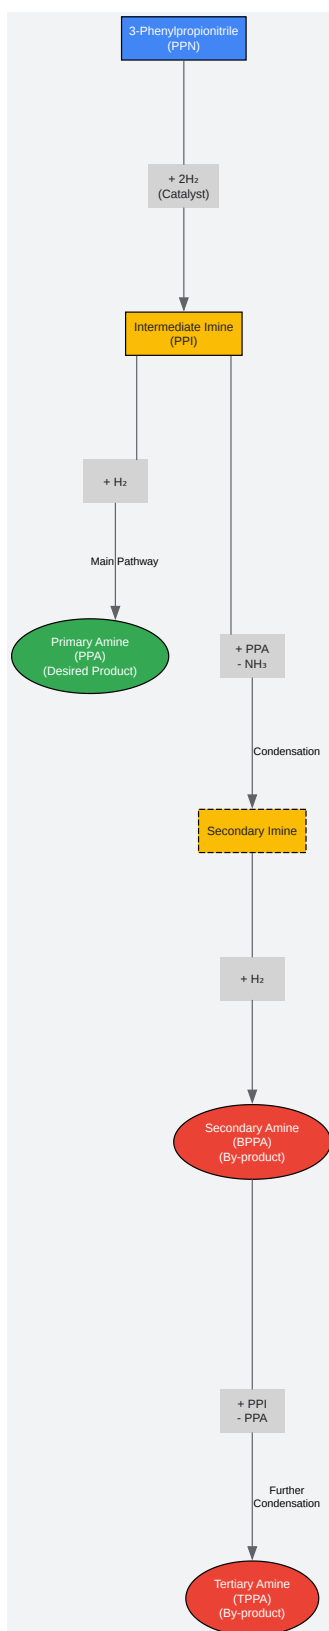 3-Phenylpropionitrile
(PPN)
+ 2H₂
(Catalyst)
Intermediate Imine
(PPI)
+ H₂
Main Pathway
Primary Amine
(PPA)
(Desired Product)
+ PPA
- NH₃
Condensation
Secondary Imine
+ H₂
Secondary Amine
(BPPA)
(By-product)
+ PPI
- PPA
Further
Condensation
Tertiary Amine
(TPPA)
(By-product)